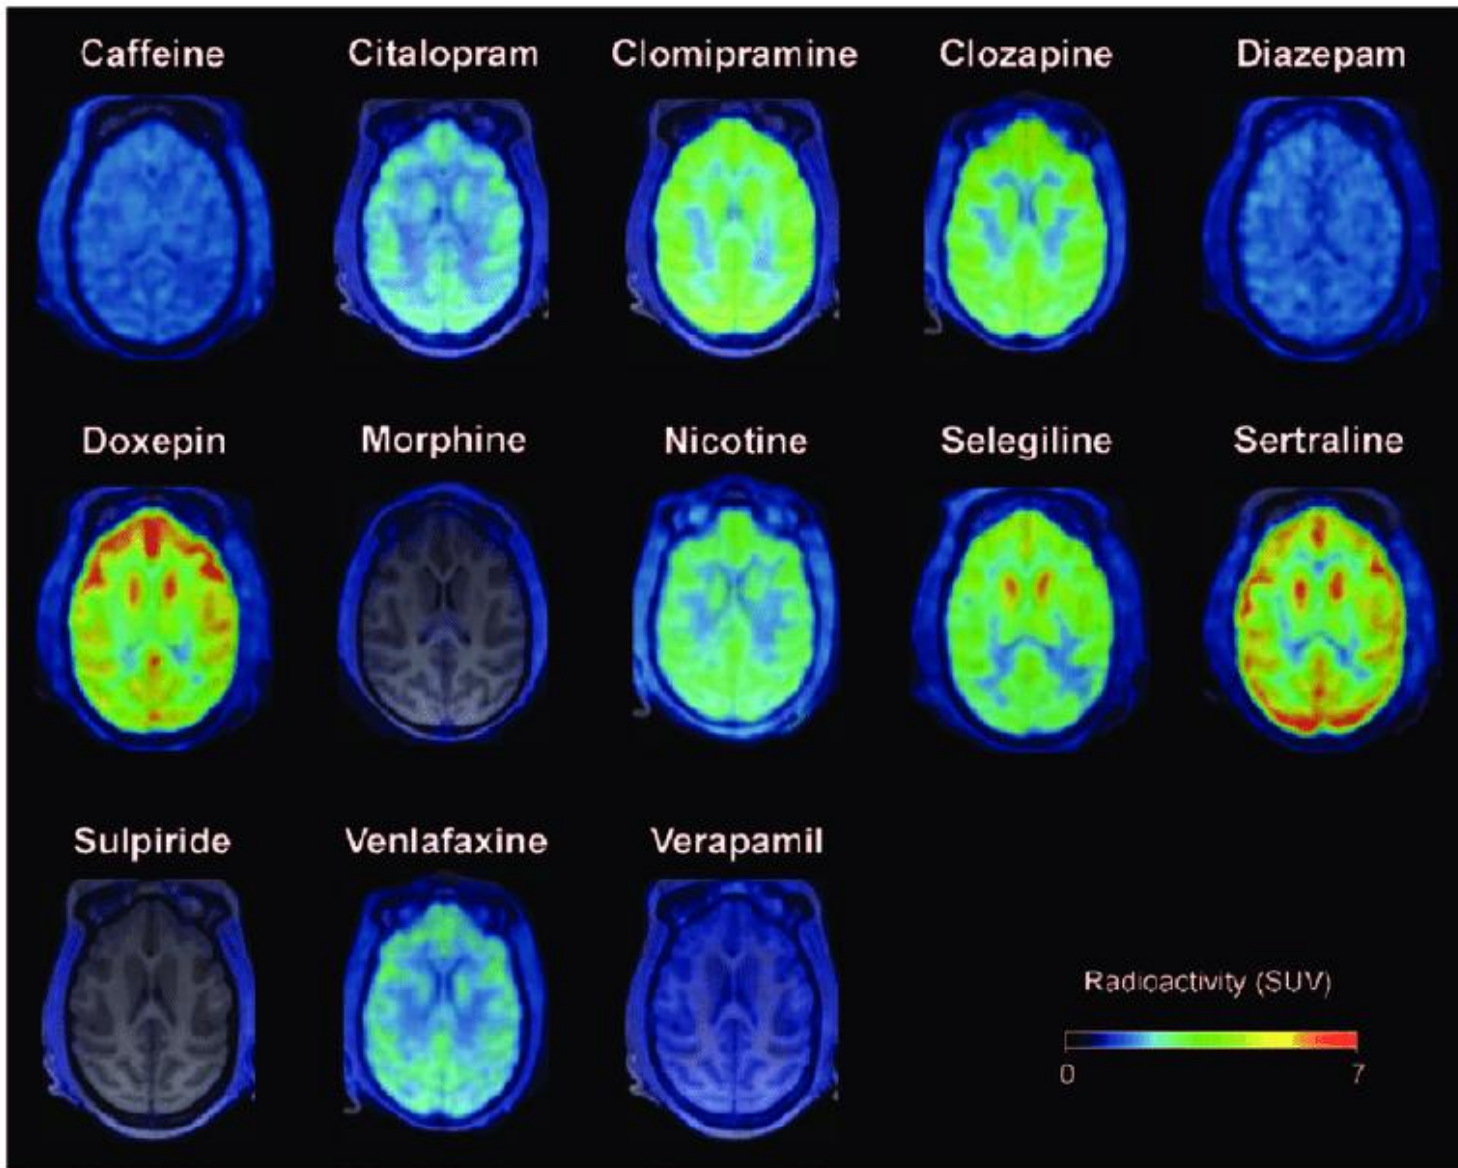 Caffeine Citalopram Clomipramine Clozapine Diazepam
Doxepin Morphine Nicotine Selegiline Sertraline
Sulpiride Venlafaxine Verapamil
Radioactivity (SUV)
0 7